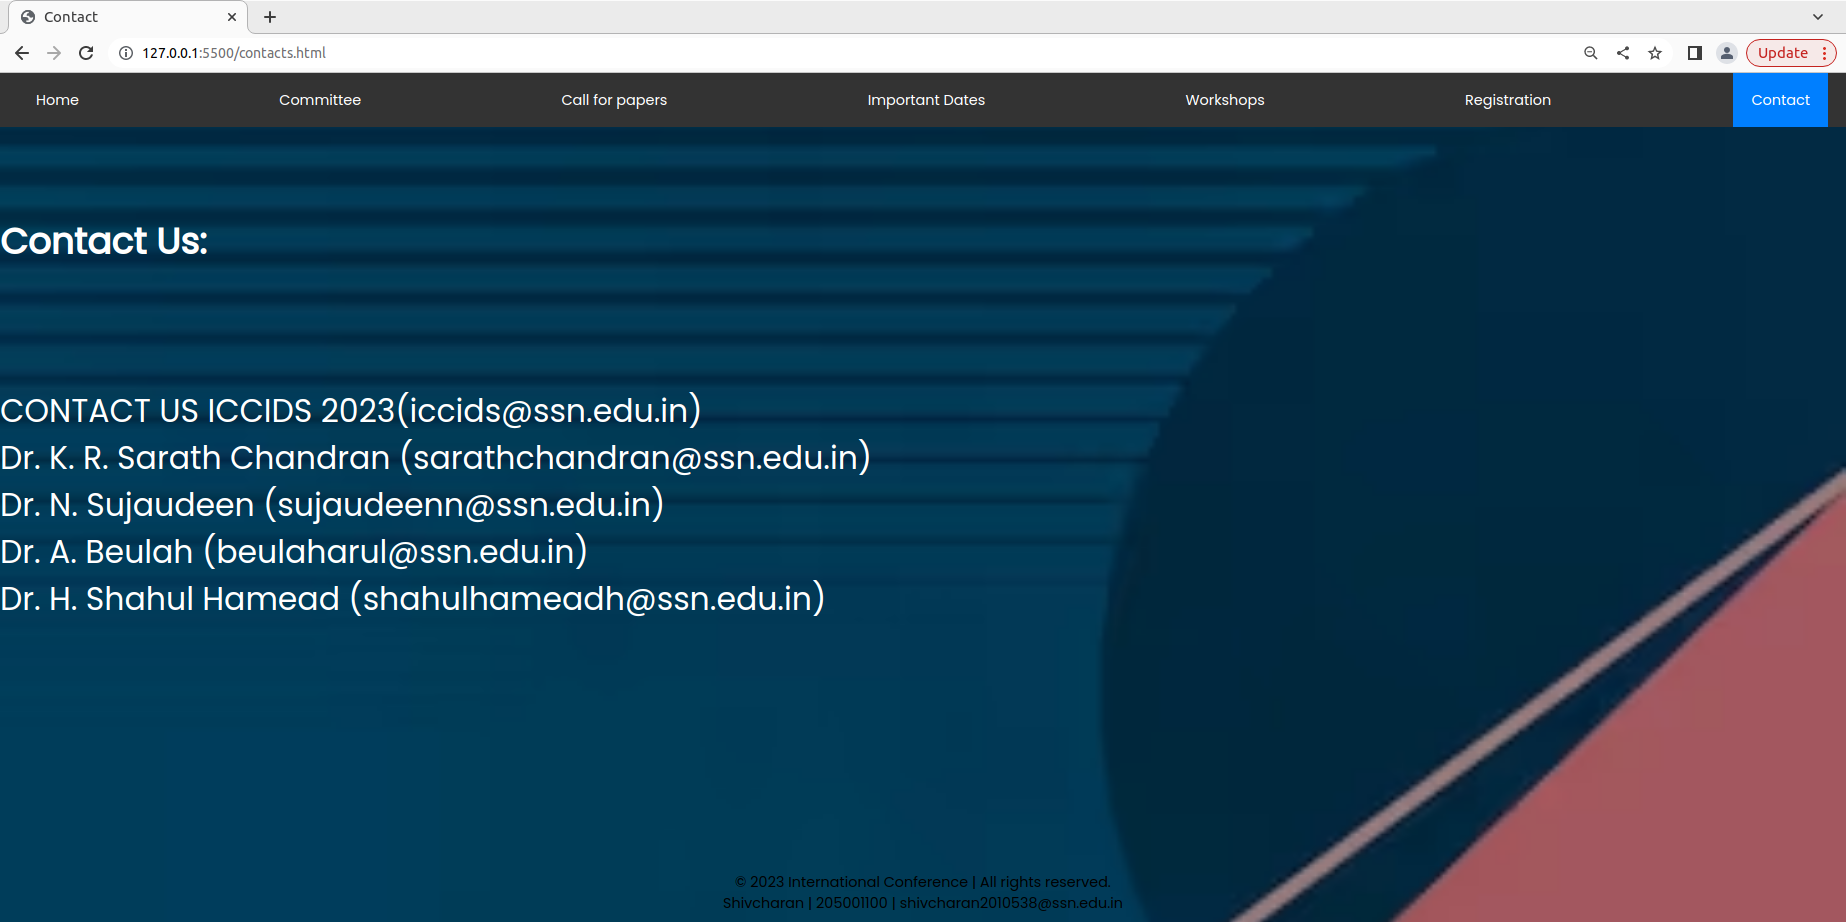 Contact
127.0.0.1:5500/contacts.html
Update
Home Committee Call for papers Important Dates Workshops Registration Contact
Contact Us:
CONTACT US ICCIDS 2023(iccids@ssn.edu.in)
Dr. K. R. Sarath Chandran (sarathchandran@ssn.edu.in)
Dr. N. Sujaudeen (sujaudeenn@ssn.edu.in)
Dr. A. Beulah (beulaharul@ssn.edu.in)
Dr. H. Shahul Hamead (shahulhameadh@ssn.edu.in)
© 2023 International Conference | All rights reserved.
Shivcharan | 205001100 | shivcharan2010538@ssn.edu.in